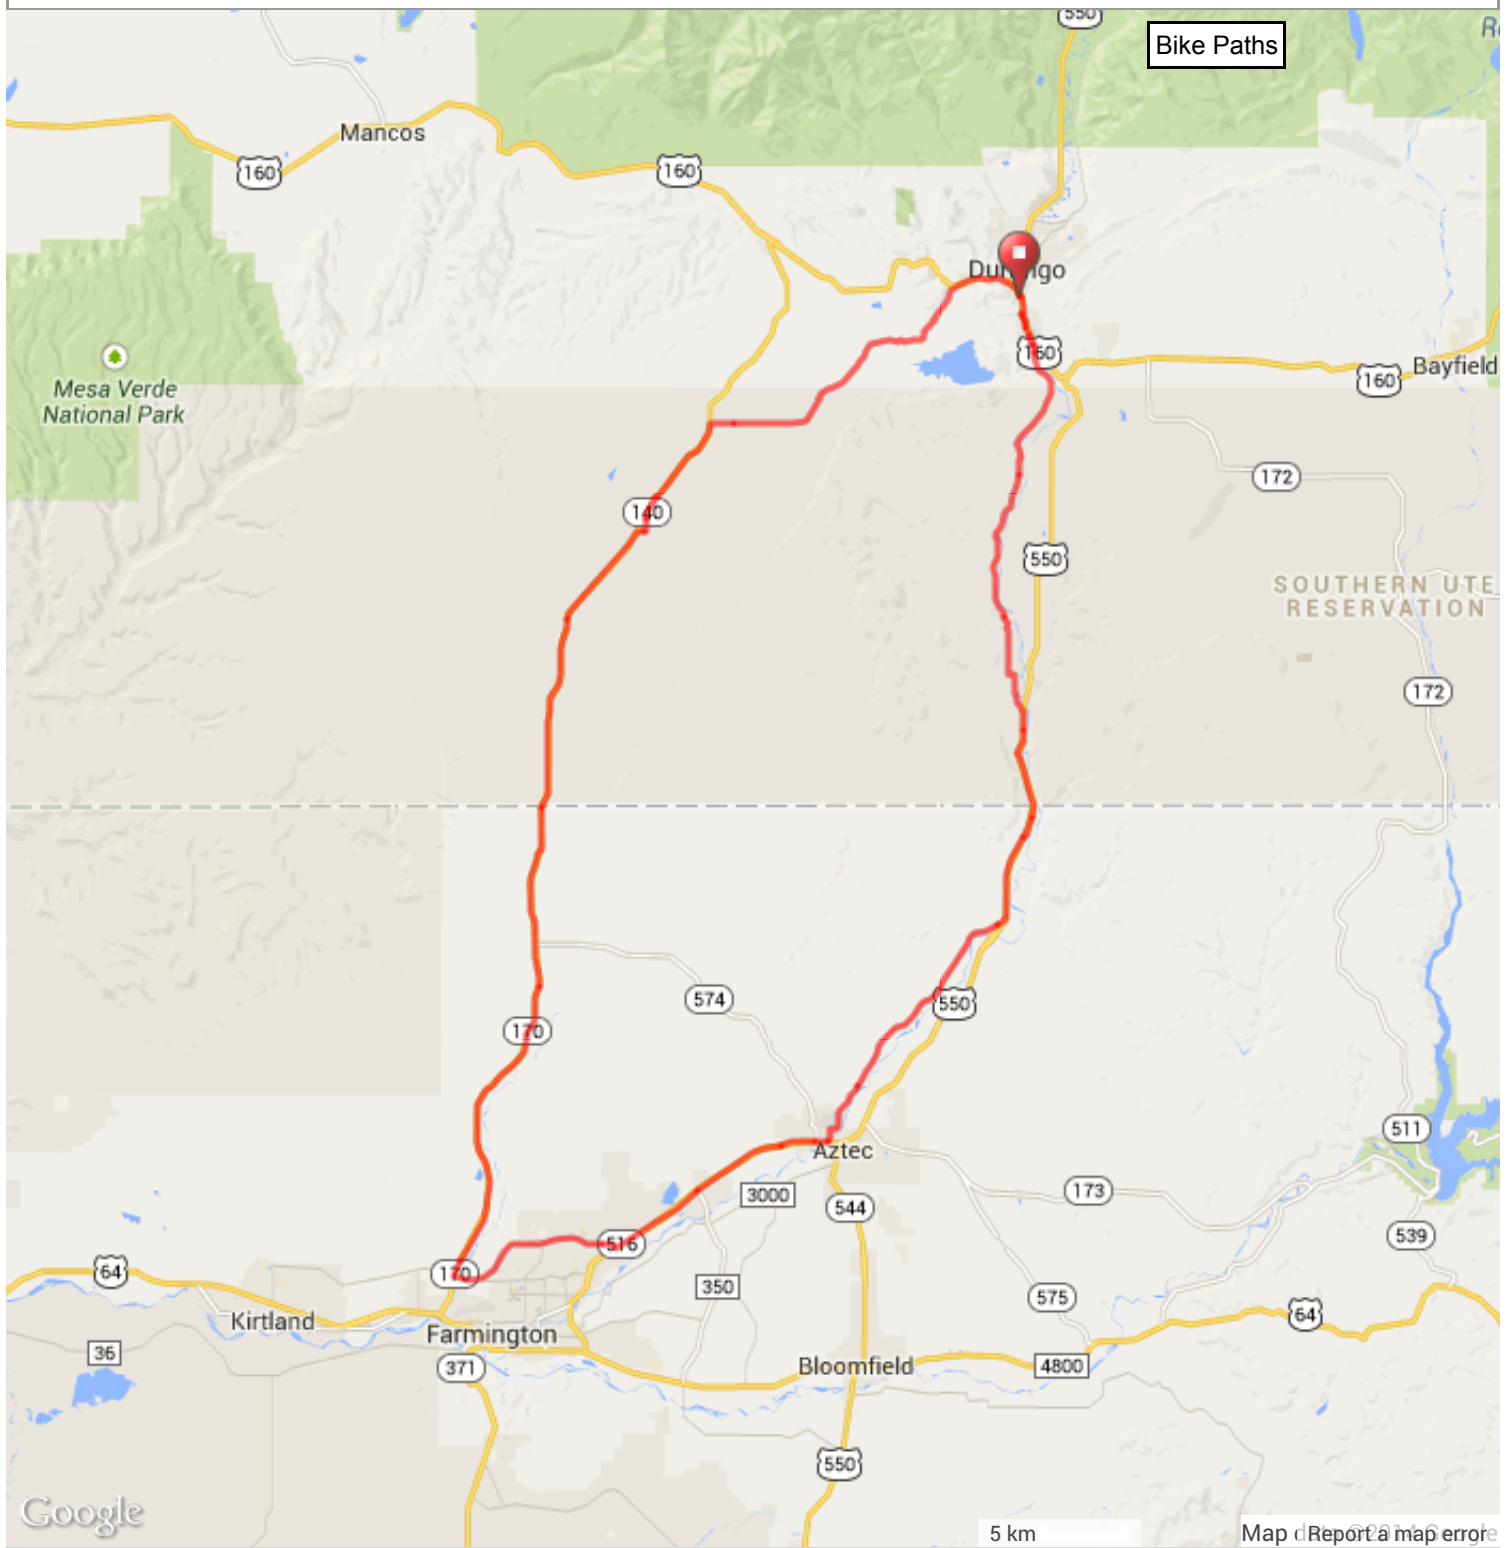 550
Bike Paths
Mancos
160
160
Durango
160
Bayfield
160
Mesa Verde
National Park
172
140
550
SOUTHERN UTE
RESERVATION
172
574
550
170
511
Aztec
173
3000
544
539
516
64
170
350
575
64
Kirtland
Farmington
36
371
Bloomfield
4800
550
Google
5 km
Map
Report a map error